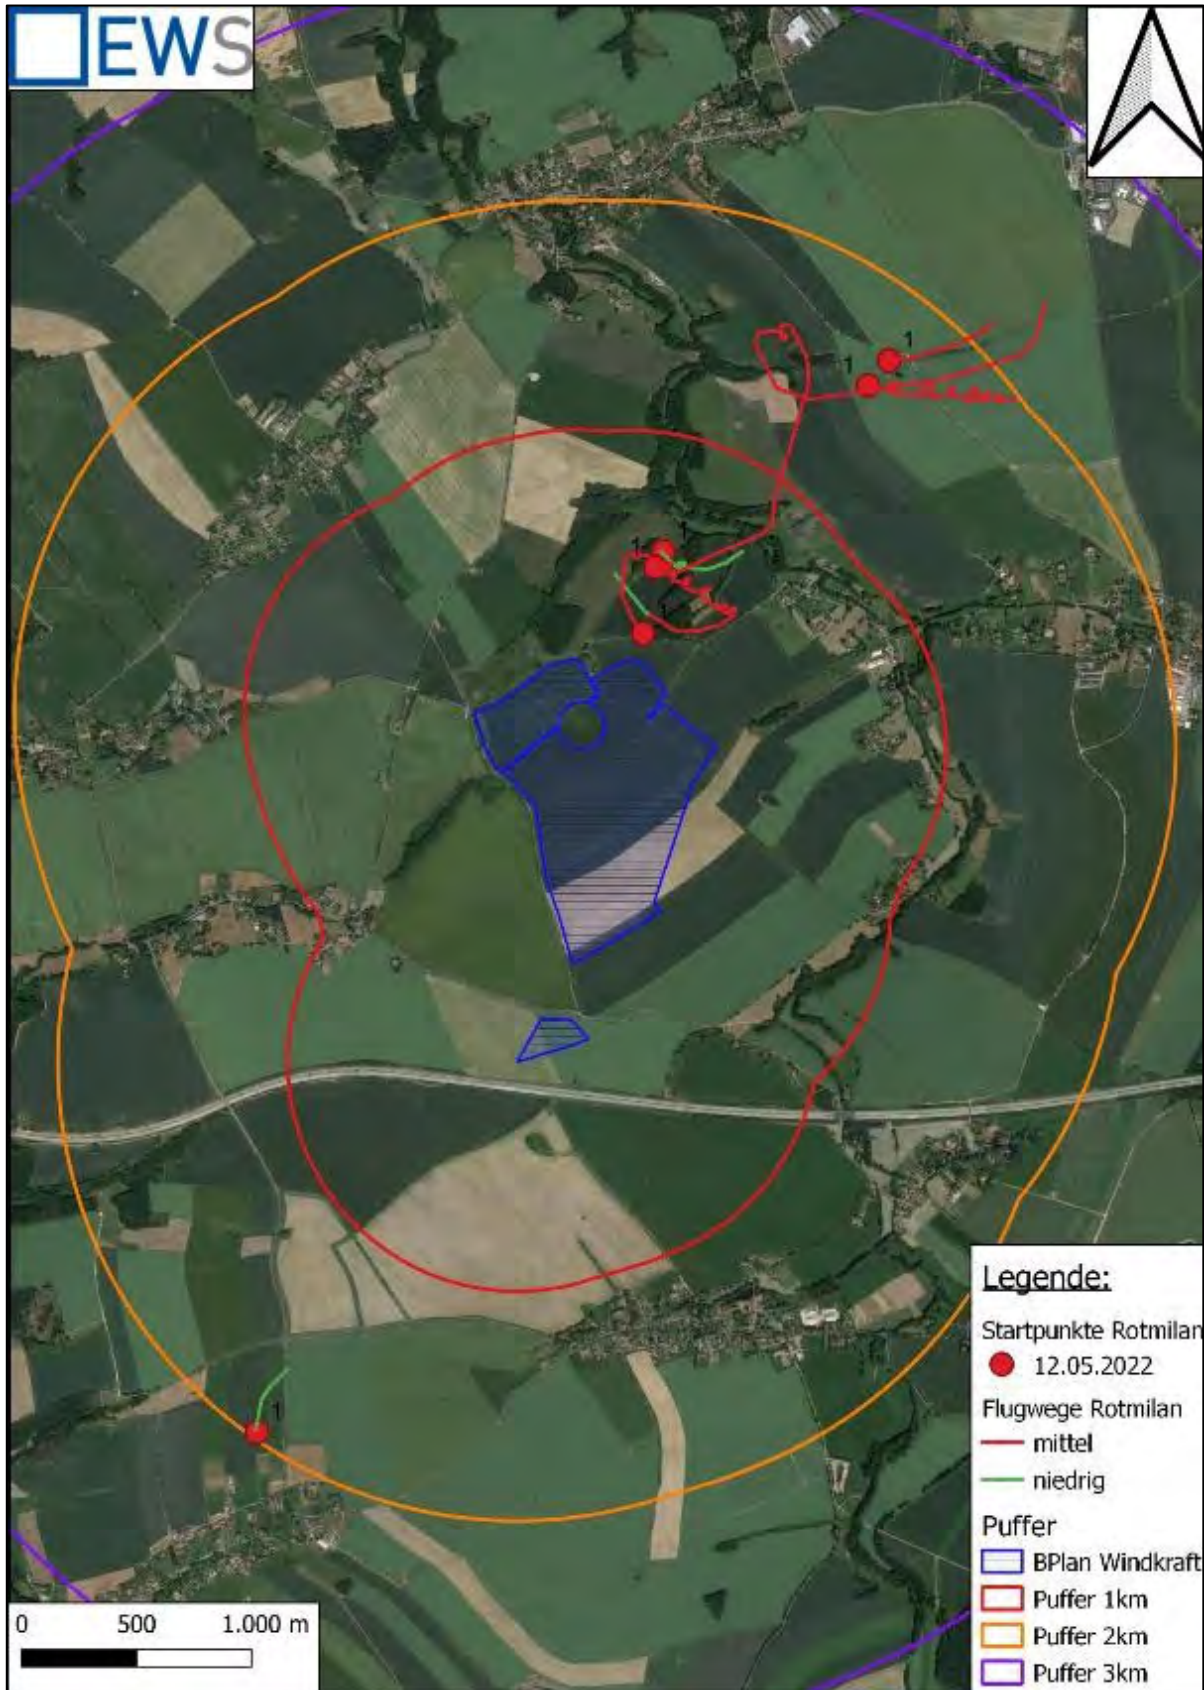 EWS
1
1
1
1
1
1
Legende:
Startpunkte Rotmilan
12.05.2022
Flugwege Rotmilan
mittel
niedrig
Puffer
BPlan Windkraft
Puffer 1km
Puffer 2km
Puffer 3km
0 500 1.000 m